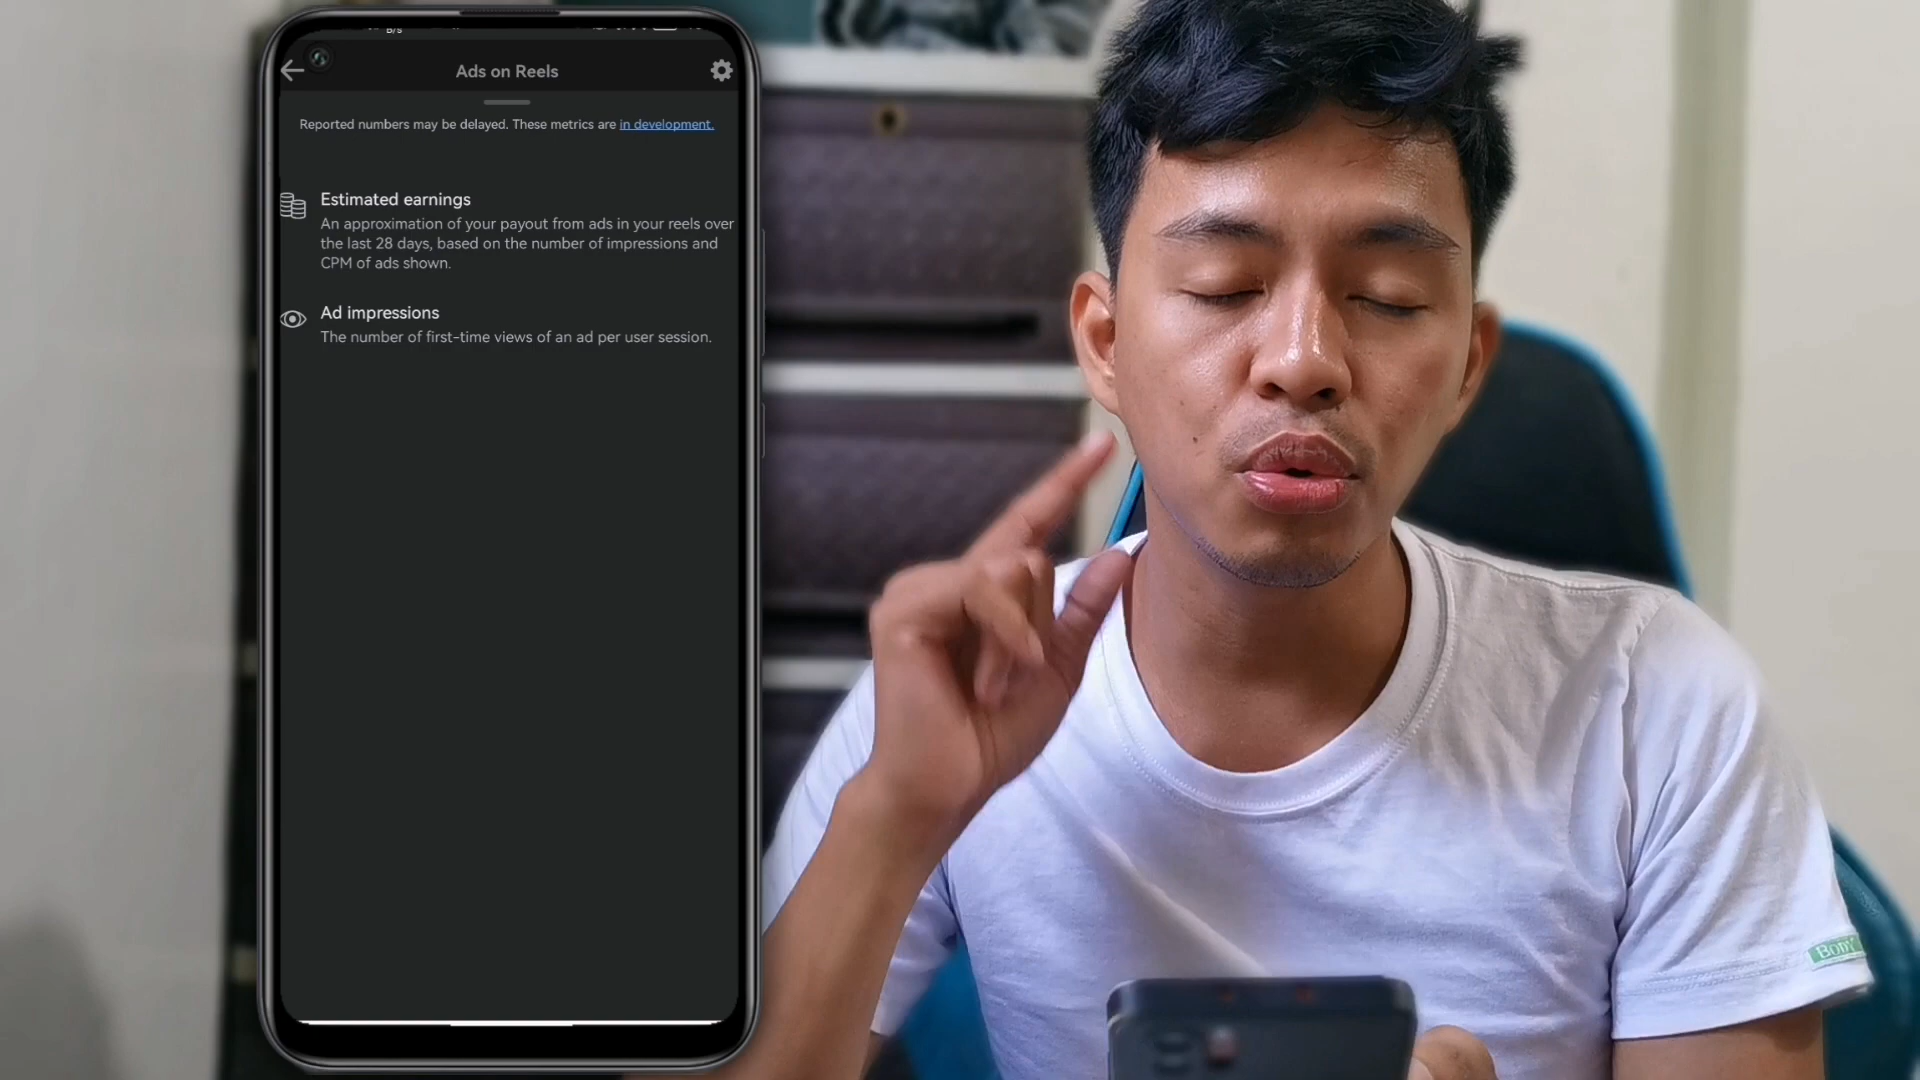 B/s
Ads on Reels
Reported numbers may be delayed. These metrics are in development.
Estimated earnings
An approximation of your payout from ads in your reels over
the last 28 days, based on the number of impressions and
CPM of ads shown.
Ad impressions
The number of first-time views of an ad per user session.
BODY